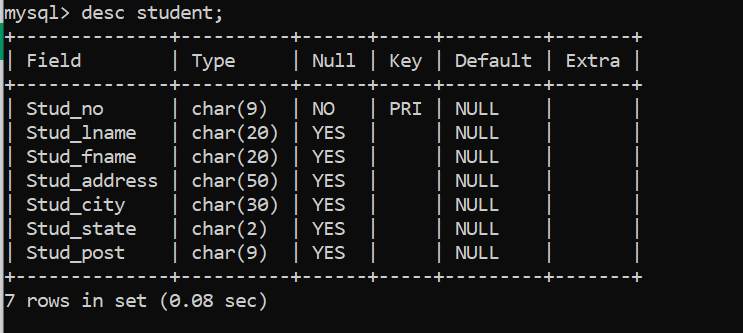 mysql> desc student;
+--------------+----------+------+-----+---------+-------+
| Field        | Type     | Null | Key | Default | Extra |
+--------------+----------+------+-----+---------+-------+
| Stud_no      | char(9)  | NO   | PRI | NULL    |       |
| Stud_lname   | char(20) | YES  |     | NULL    |       |
| Stud_fname   | char(20) | YES  |     | NULL    |       |
| Stud_address | char(50) | YES  |     | NULL    |       |
| Stud_city    | char(30) | YES  |     | NULL    |       |
| Stud_state   | char(2)  | YES  |     | NULL    |       |
| Stud_post    | char(9)  | YES  |     | NULL    |       |
+--------------+----------+------+-----+---------+-------+
7 rows in set (0.08 sec)